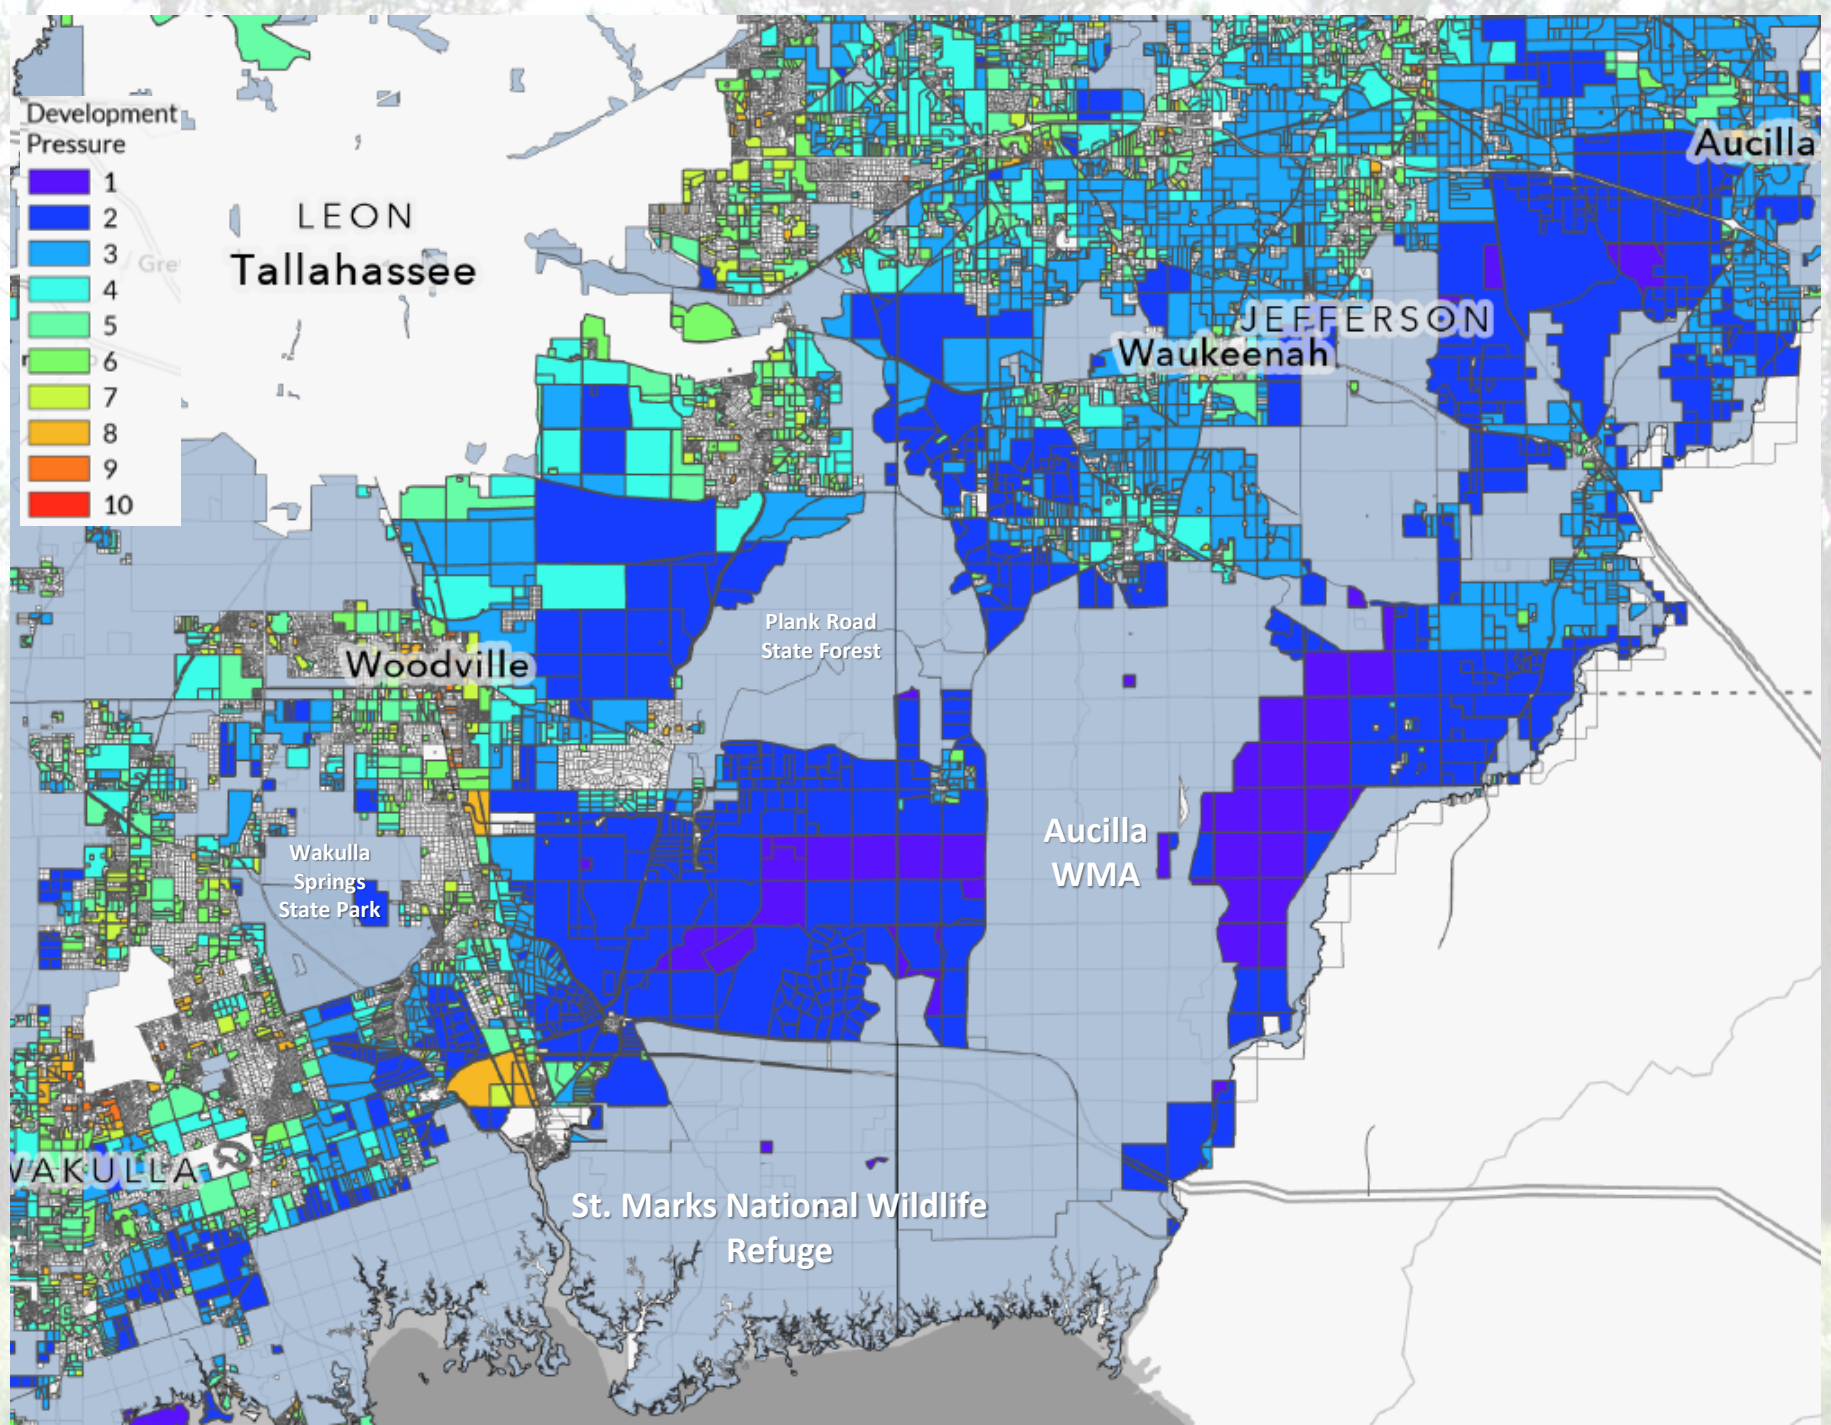 Development
Pressure
1
2
3
4
5
6
7
8
9
10
LEON
Tallahassee
Gre
Aucilla
JEFFERSON
Waukeenah
Plank Road
State Forest
Woodville
Aucilla
WMA
Wakulla
Springs
State Park
WAKULLA
St. Marks National Wildlife
Refuge